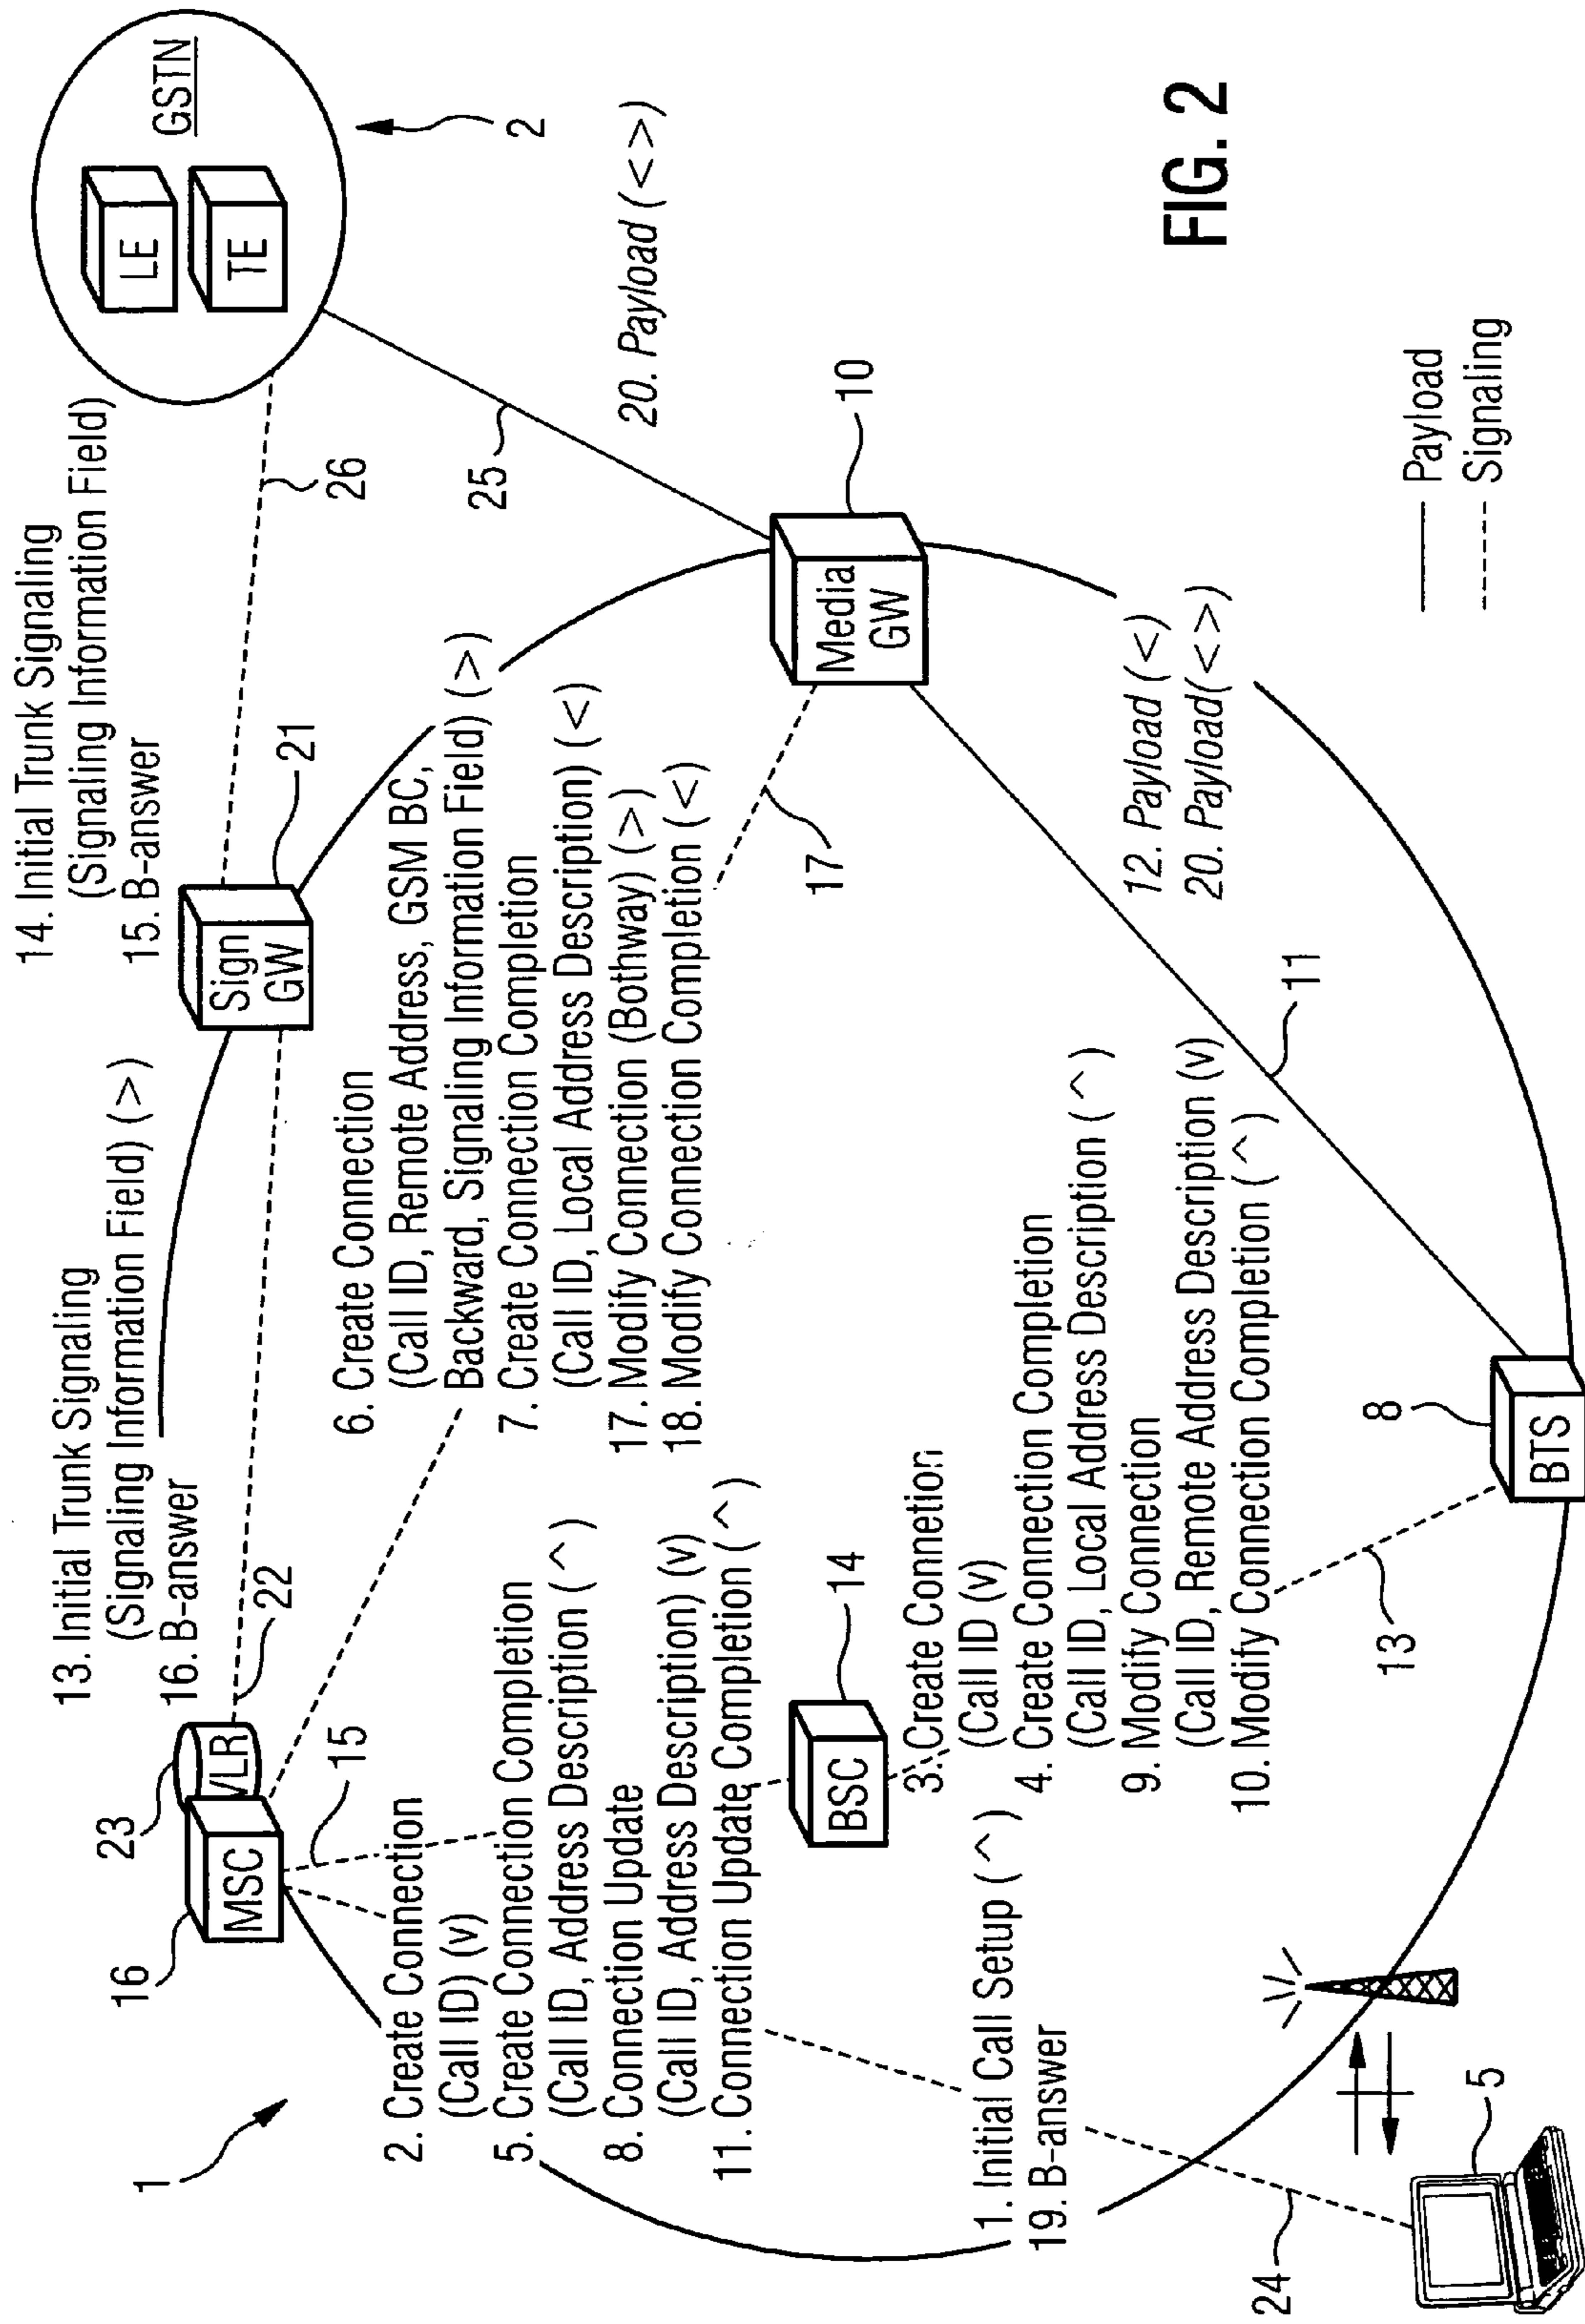 14. Initial Trunk Signaling
(Signaling Information Field)
15. B-answer
13. Initial Trunk Signaling
(Signaling Information Field) (>)
16. B-answer
GSTN
LE
TE
2
26
20. Payload (< >)
25
Sign
GW
21
22
23
VLR
MSC
16
15
1
6. Create Connection
(Call ID, Remote Address, GSM BC,
Backward, Signaling Information Field) (>)
7. Create Connection Completion
(Call ID, Local Address Description) (<)
17. Modify Connection (Bothway) (>)
18. Modify Connection Completion (<)
17
Media
GW
10
2. Create Connection
(Call ID) (v)
5. Create Connection Completion
(Call ID, Address Description (^)
8. Connection Update
(Call ID, Address Description) (v)
11. Connection Update Completion (^)
BSC
14
3. Create Connetion
(Call ID (v)
4. Create Connection Completion
(Call ID, Local Address Description (^)
9. Modify Connection
(Call ID, Remote Address Description (v)
10. Modify Connection Completion (^)
12. Payload (<)
20. Payload(< >)
11
1. Initial Call Setup (^)
19. B-answer
13
8
BTS
24
5
Payload
Signaling
FIG. 2